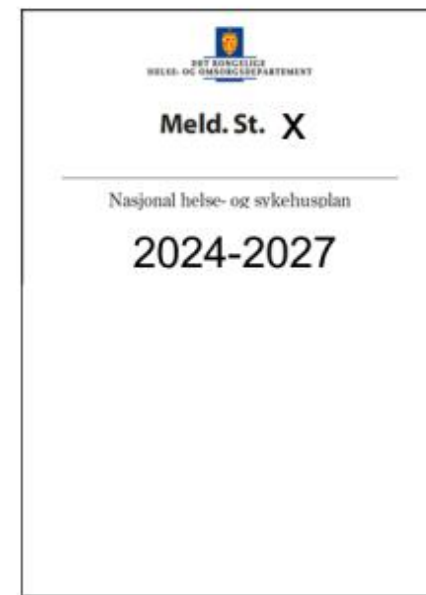 DET KONGELIGE
HELSE- OG OMSORGSDEPARTEMENT
Meld. St. X
Nasjonal helse- og sykehusplan
2024-2027